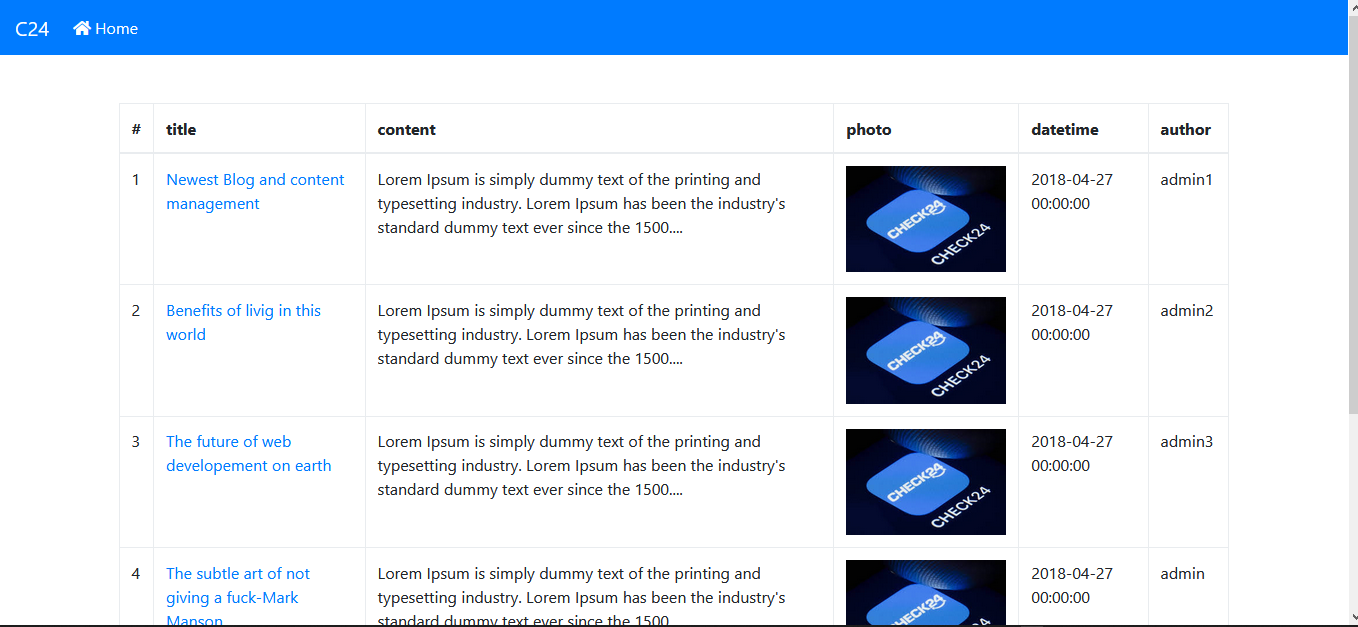 C24 Home
# title content photo datetime author
1 Newest Blog and content Lorem Ipsum is simply dummy text of the printing and 2018-04-27 admin1
management typesetting industry. Lorem Ipsum has been the industry's 00:00:00
standard dummy text ever since the 1500....
CHECK24
CHECK24
2 Benefits of livig in this Lorem Ipsum is simply dummy text of the printing and 2018-04-27 admin2
world typesetting industry. Lorem Ipsum has been the industry's 00:00:00
standard dummy text ever since the 1500....
CHECK24
CHECK24
3 The future of web Lorem Ipsum is simply dummy text of the printing and 2018-04-27 admin3
developement on earth typesetting industry. Lorem Ipsum has been the industry's 00:00:00
standard dummy text ever since the 1500....
CHECK24
CHECK24
4 The subtle art of not Lorem Ipsum is simply dummy text of the printing and 2018-04-27 admin
giving a fuck-Mark typesetting industry. Lorem Ipsum has been the industry's 00:00:00
Manson standard dummy text ever since the 1500
CHECK24